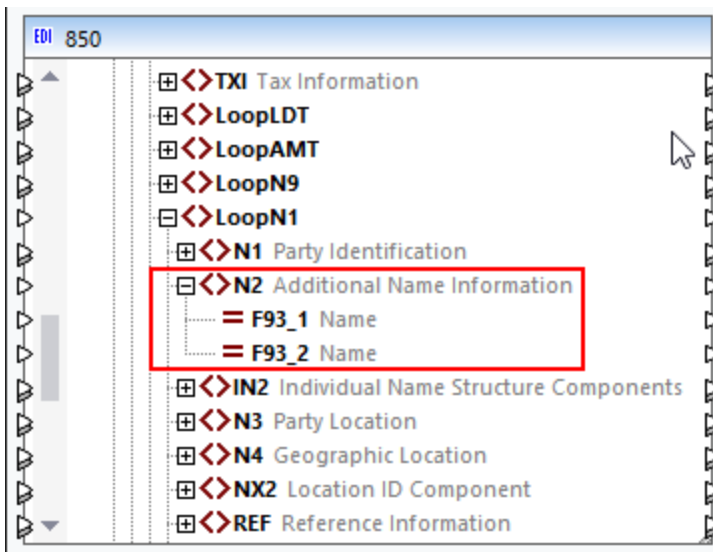 EDI 850
TXI Tax Information
LoopLDT
LoopAMT
LoopN9
LoopN1
N1 Party Identification
N2 Additional Name Information
= F93_1 Name
= F93_2 Name
IN2 Individual Name Structure Components
N3 Party Location
N4 Geographic Location
NX2 Location ID Component
REF Reference Information